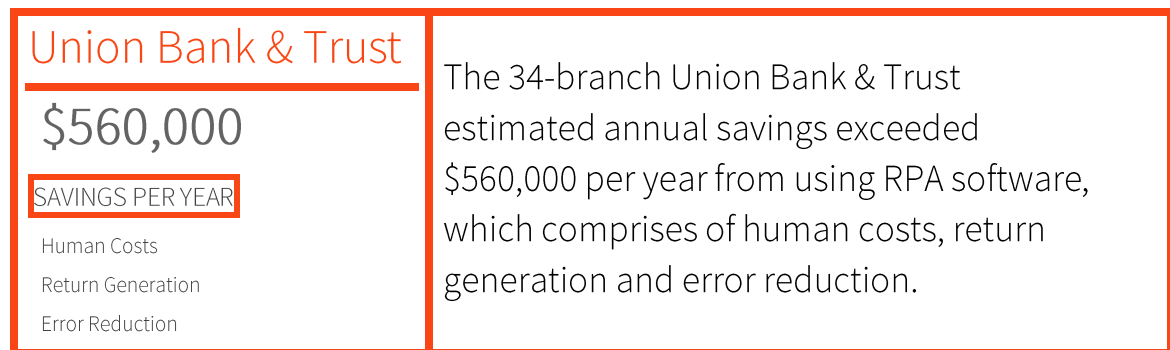 Union Bank & Trust
$560,000
SAVINGS PER YEAR
Human Costs
Return Generation
Error Reduction
The 34-branch Union Bank & Trust
estimated annual savings exceeded
$560,000 per year from using RPA software,
which comprises of human costs, return
generation and error reduction.